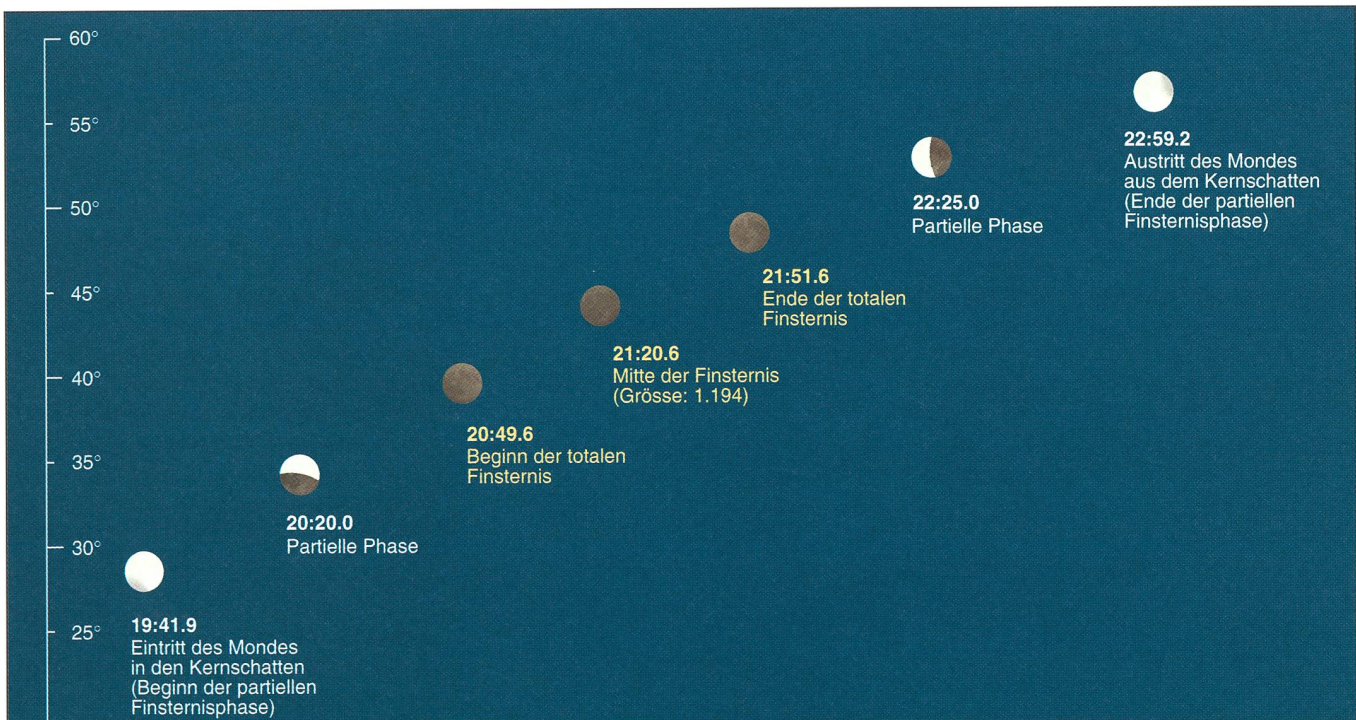 60°
55°
50°
45°
40°
35°
30°
25°
19:41.9
Eintritt des Mondes
in den Kernschatten
(Beginn der partiellen
Finsternisphase)
20:20.0
Partielle Phase
20:49.6
Beginn der totalen
Finsternis
21:20.6
Mitte der Finsternis
(Grösse: 1.194)
21:51.6
Ende der totalen
Finsternis
22:25.0
Partielle Phase
22:59.2
Austritt des Mondes
aus dem Kernschatten
(Ende der partiellen
Finsternisphase)